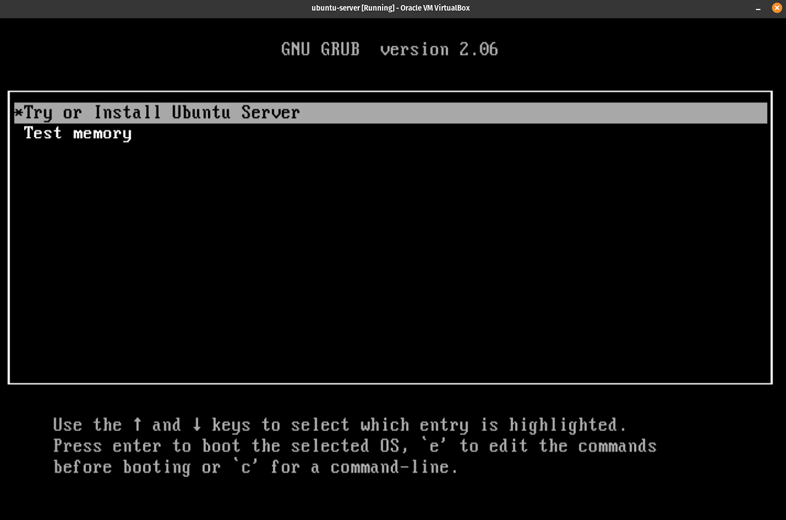 ubuntu-server [Running] - Oracle VM VirtualBox
GNU GRUB  version 2.06
*Try or Install Ubuntu Server
Test memory
Use the ↑ and ↓ keys to select which entry is highlighted.
Press enter to boot the selected OS, `e' to edit the commands
before booting or `c' for a command-line.